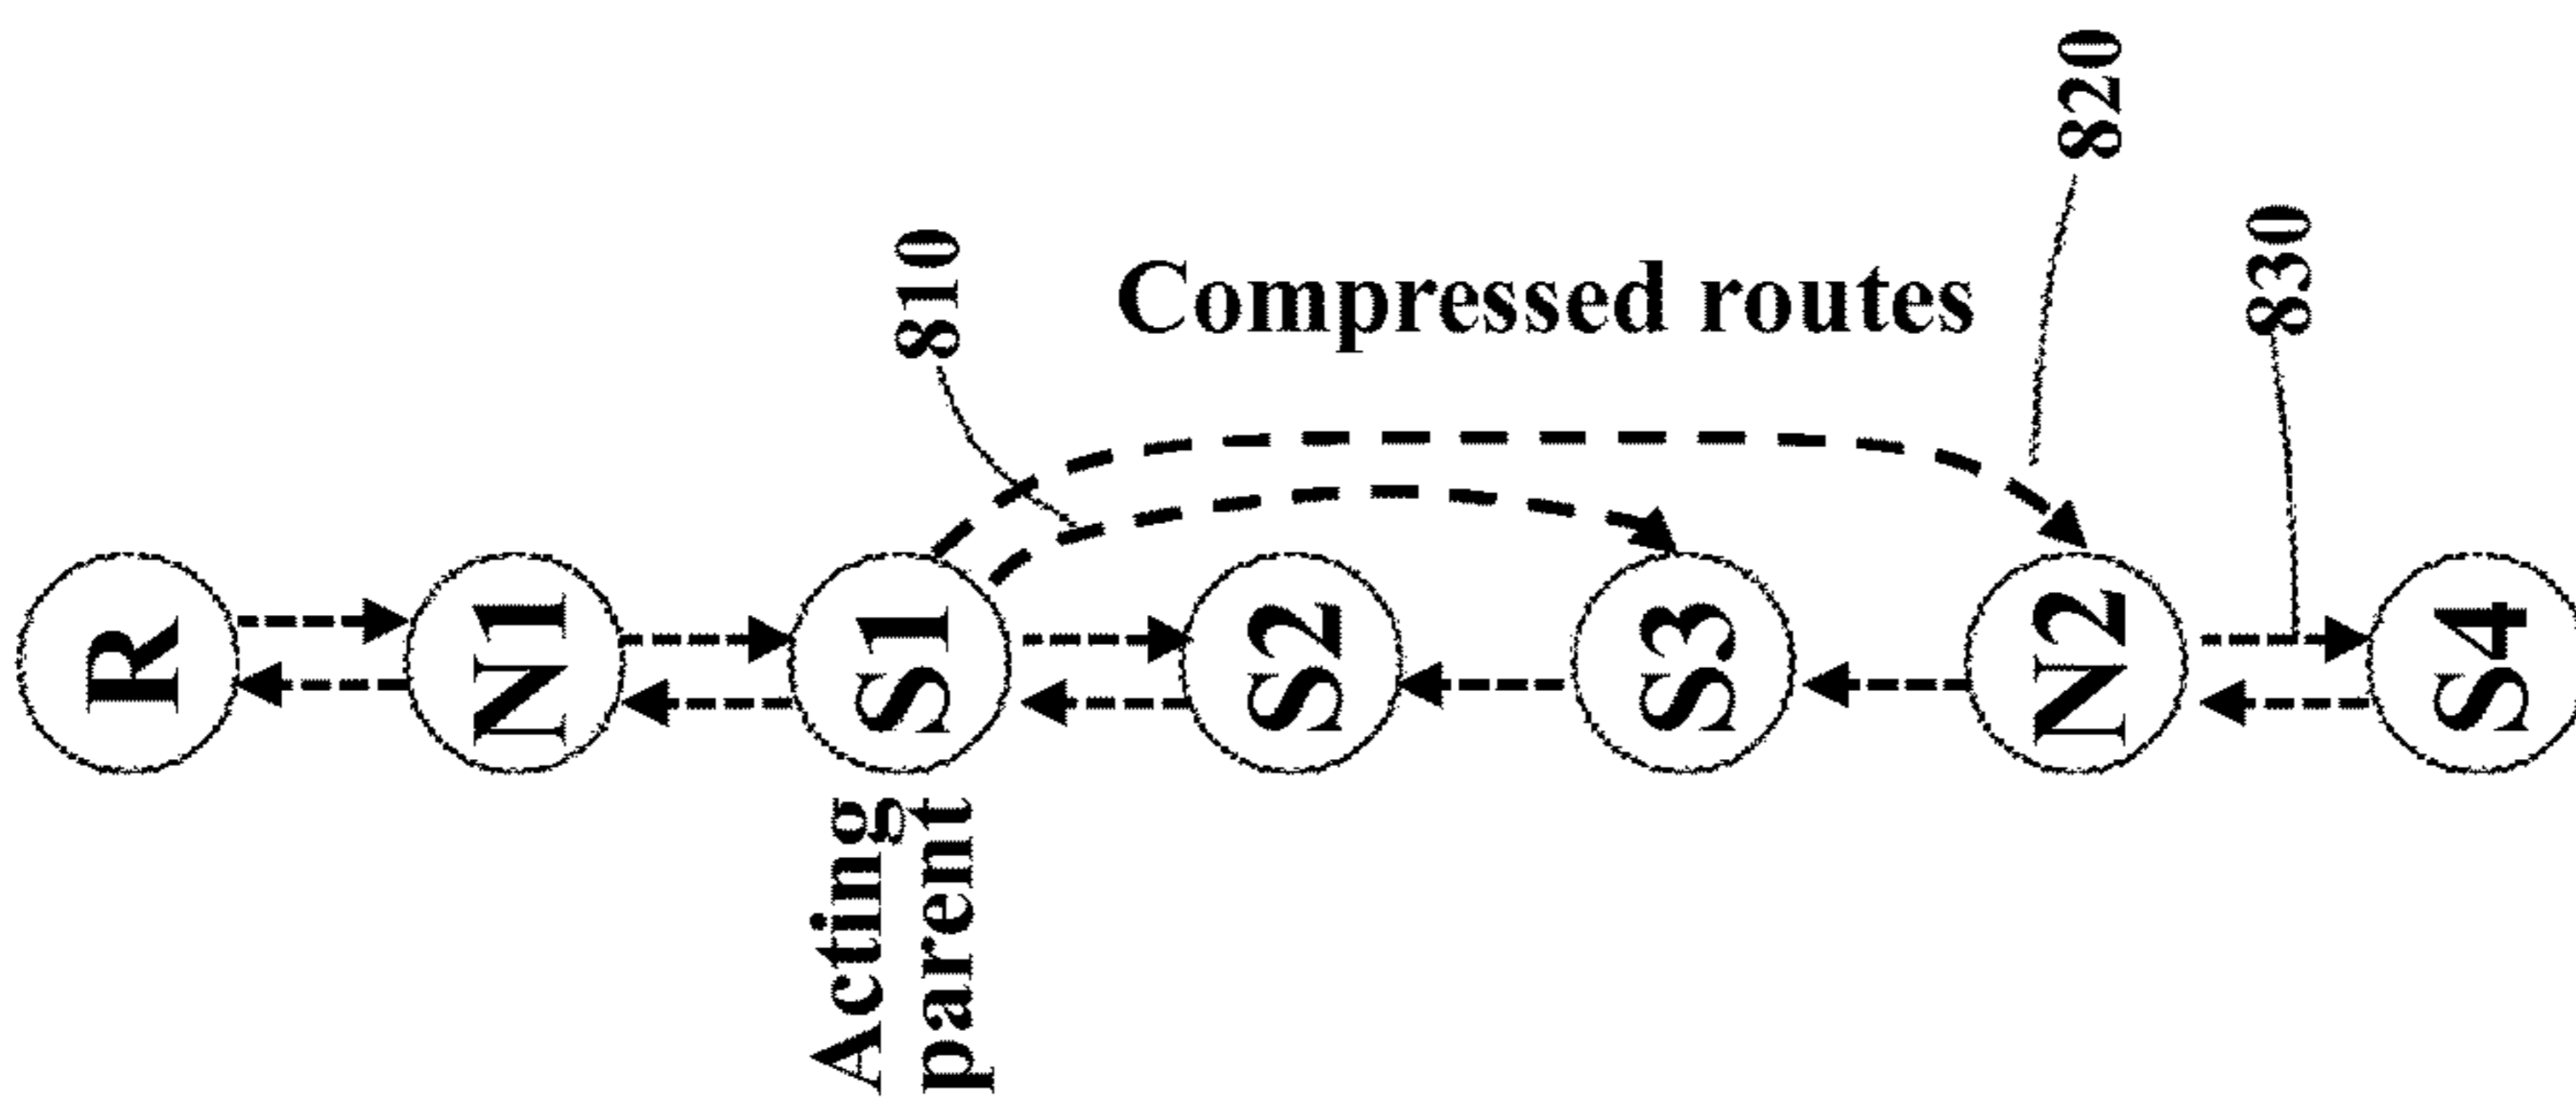 R
N1
S1
S2
S3
N2
S4
Acting
parent
810
Compressed routes
820
830